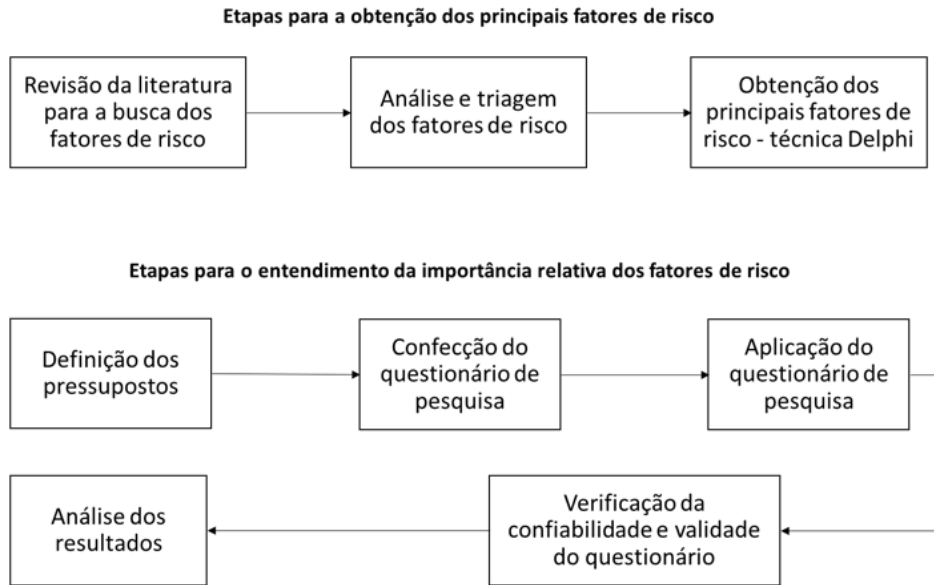 Etapas para a obtenção dos principais fatores de risco
Revisão da literatura
para a busca dos
fatores de risco
Análise e triagem
dos fatores de risco
Obtenção dos
principais fatores de
risco - técnica Delphi
Etapas para o entendimento da importância relativa dos fatores de risco
Definição dos
pressupostos
Confecção do
questionário de
pesquisa
Aplicação do
questionário de
pesquisa
Análise dos
resultados
Verificação da
confiabilidade e validade
do questionário